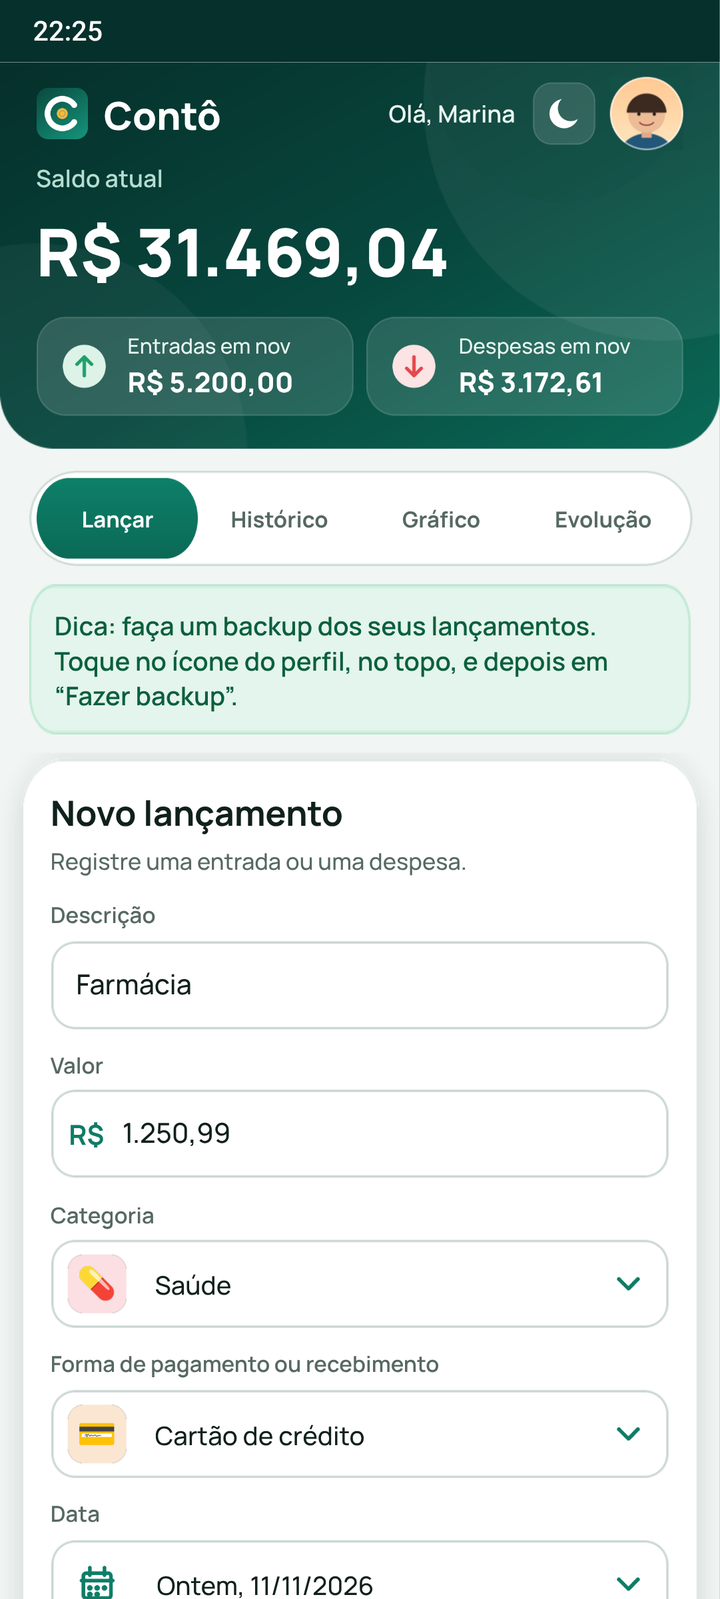 22:25
Contô
Olá, Marina
Saldo atual
R$ 31.469,04
Entradas em nov
R$ 5.200,00
Despesas em nov
R$ 3.172,61
Lançar
Histórico
Gráfico
Evolução
Dica: faça um backup dos seus lançamentos.
Toque no ícone do perfil, no topo, e depois em
“Fazer backup”.
Novo lançamento
Registre uma entrada ou uma despesa.
Descrição
Farmácia
Valor
R$ 1.250,99
Categoria
Saúde
Forma de pagamento ou recebimento
Cartão de crédito
Data
Ontem, 11/11/2026